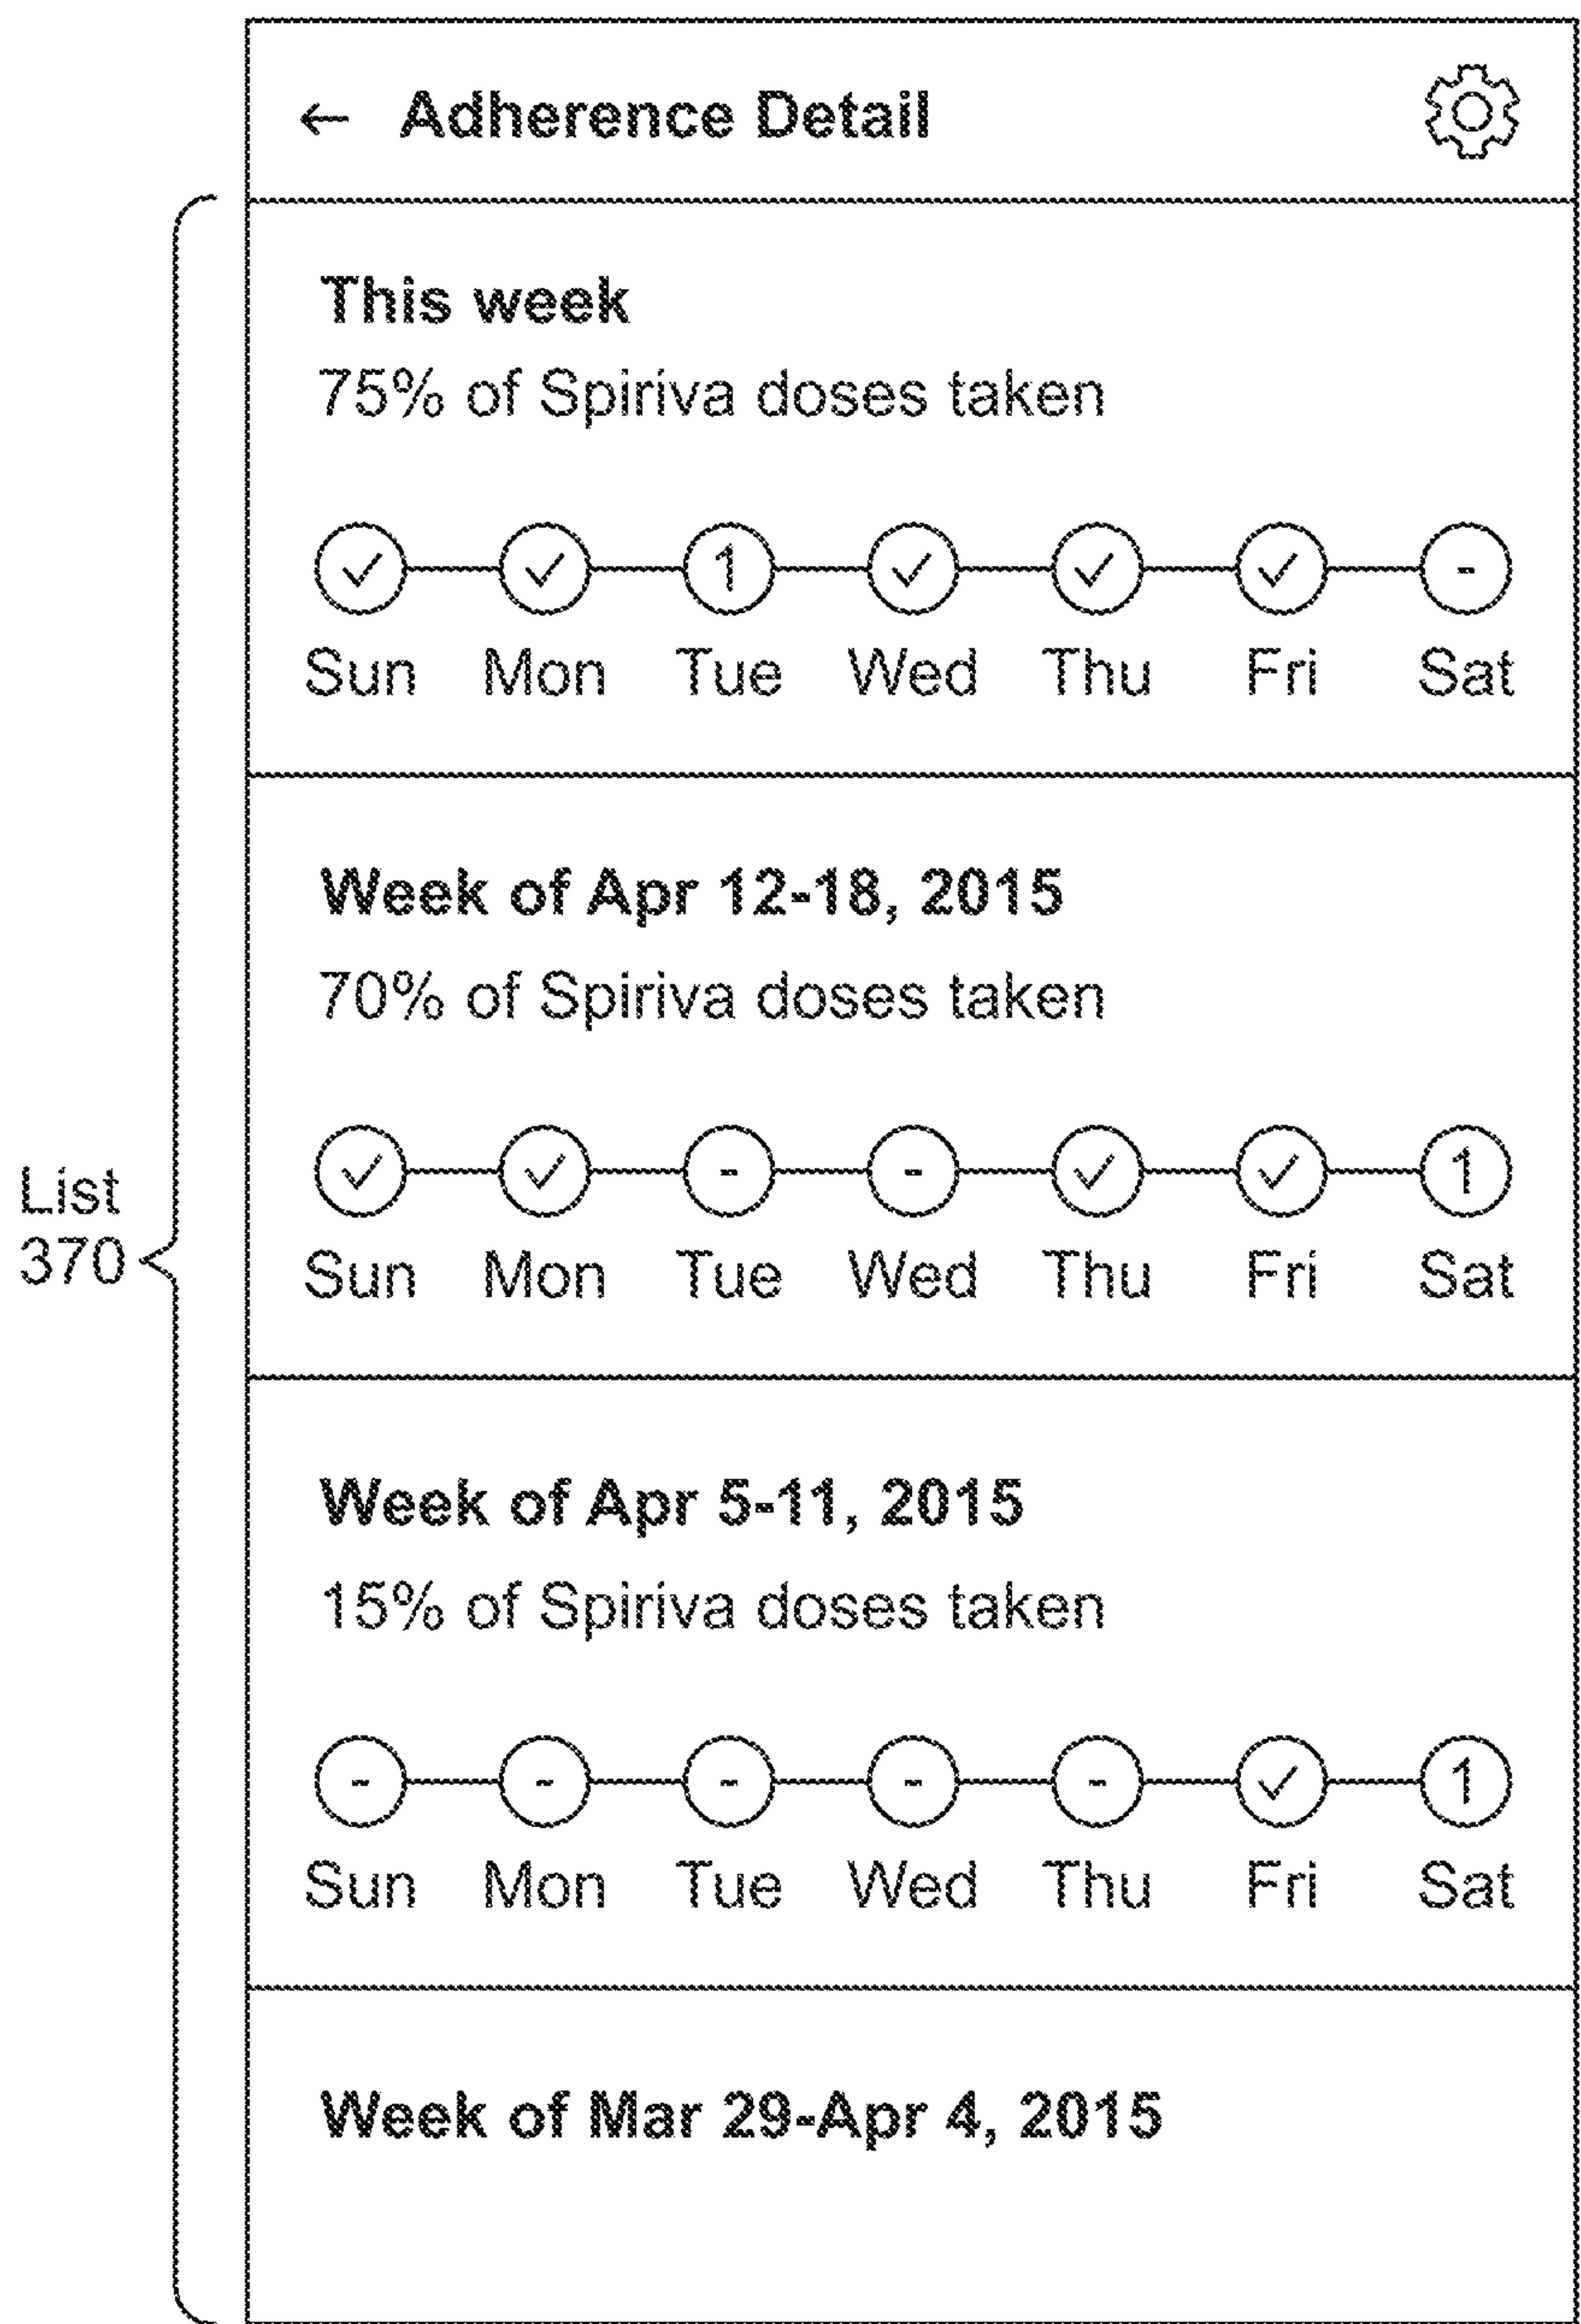 ← Adherence Detail
This week
75% of Spiriva doses taken
✓ ✓ 1 ✓ ✓ ✓ -
Sun Mon Tue Wed Thu Fri Sat
Week of Apr 12-18, 2015
70% of Spiriva doses taken
✓ ✓ - - ✓ ✓ 1
Sun Mon Tue Wed Thu Fri Sat
List
370
Week of Apr 5-11, 2015
15% of Spiriva doses taken
- - - - - ✓ 1
Sun Mon Tue Wed Thu Fri Sat
Week of Mar 29-Apr 4, 2015